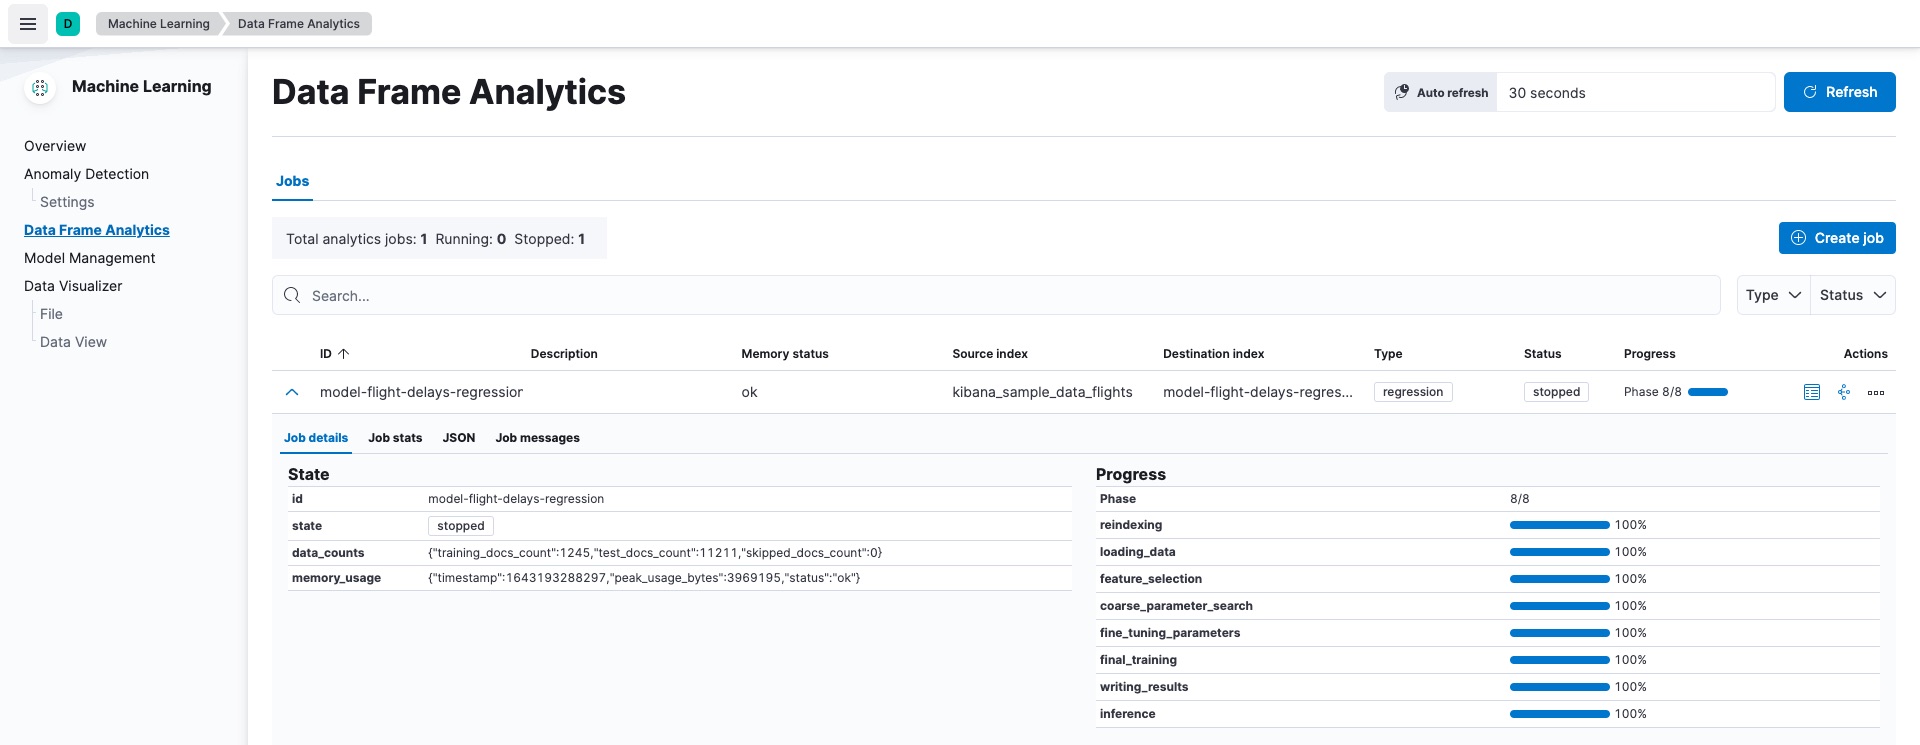 D Machine Learning Data Frame Analytics
Machine Learning
Overview
Anomaly Detection
Settings
Data Frame Analytics
Model Management
Data Visualizer
File
Data View
Data Frame Analytics
Auto refresh 30 seconds Refresh
Jobs
Total analytics jobs: 1 Running: 0 Stopped: 1
Create job
Search...
Type Status
ID Description Memory status Source index Destination index Type Status Progress Actions
model-flight-delays-regression ok kibana_sample_data_flights model-flight-delays-regres... regression stopped Phase 8/8
Job details Job stats JSON Job messages
State
id model-flight-delays-regression
state stopped
data_counts {"training_docs_count":1245,"test_docs_count":11211,"skipped_docs_count":0}
memory_usage {"timestamp":1643193288297,"peak_usage_bytes":3969195,"status":"ok"}
Progress
Phase 8/8
reindexing 100%
loading_data 100%
feature_selection 100%
coarse_parameter_search 100%
fine_tuning_parameters 100%
final_training 100%
writing_results 100%
inference 100%